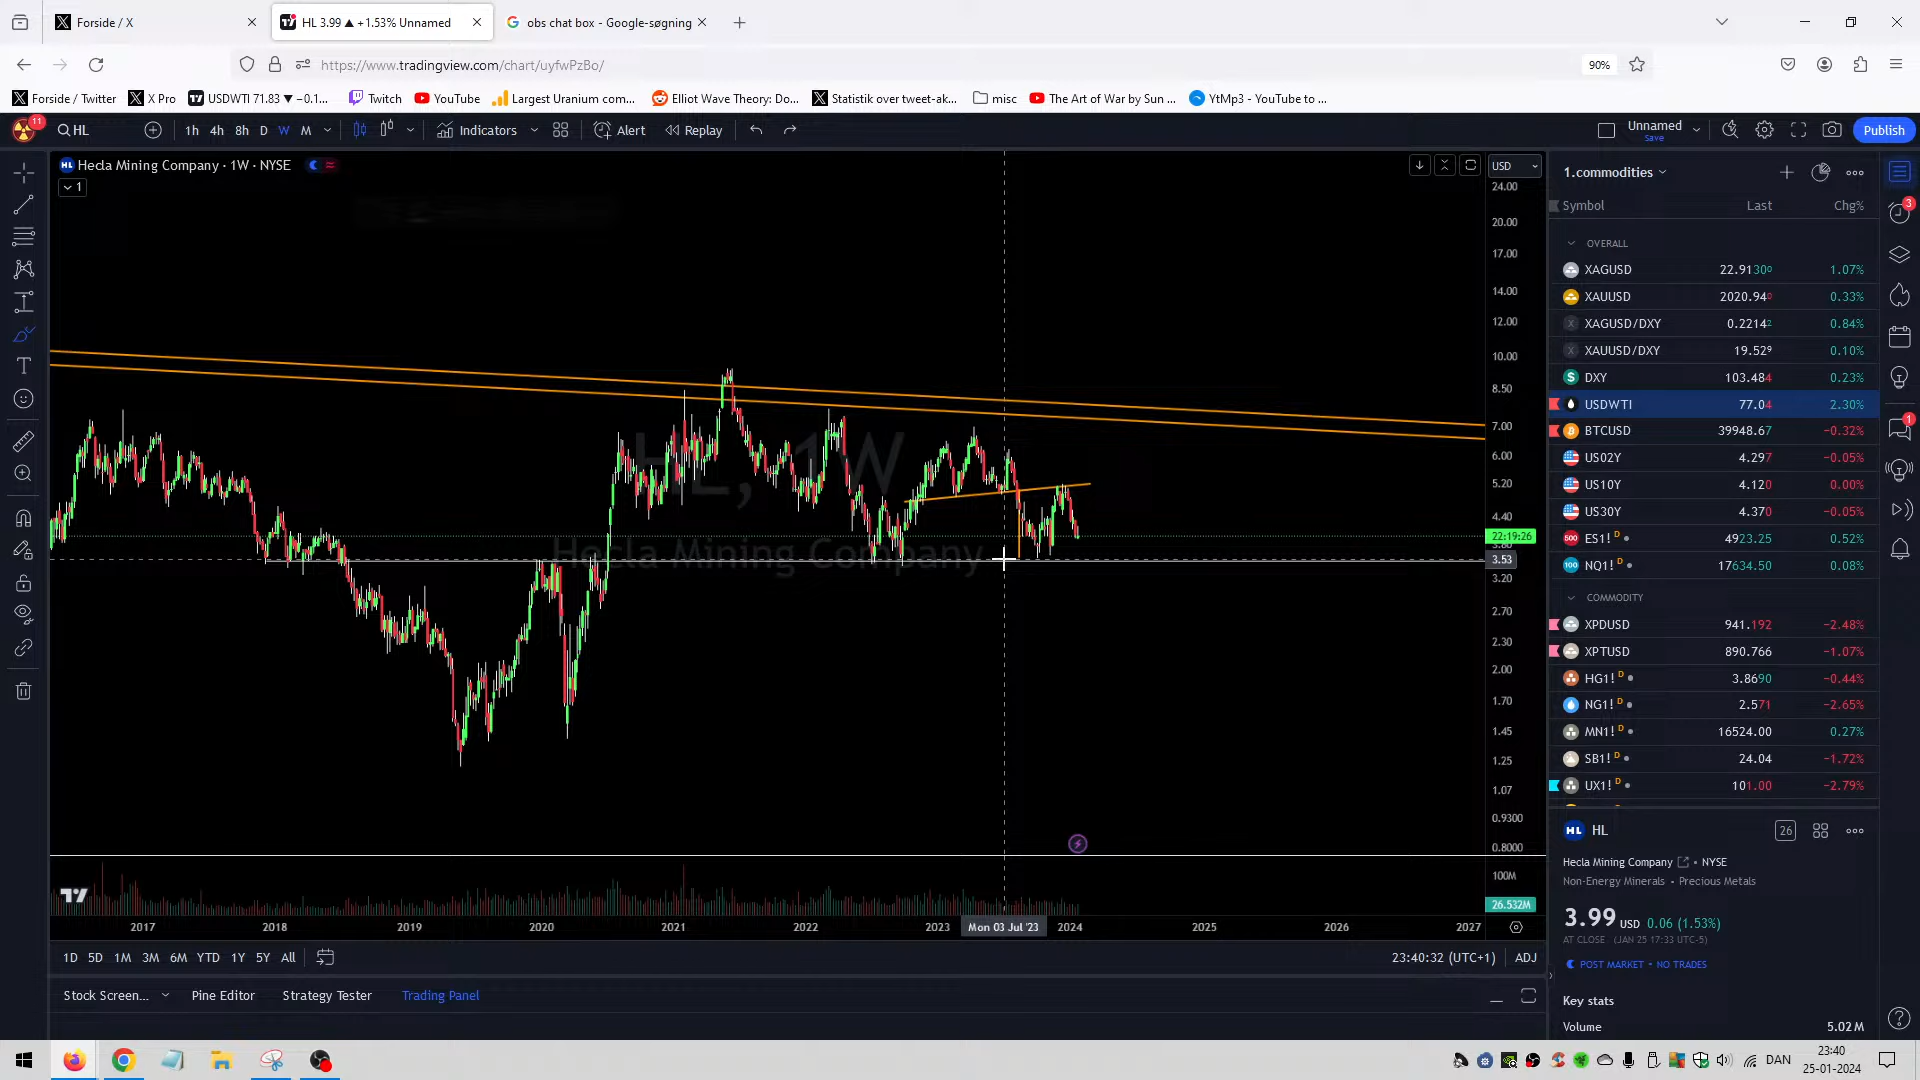 Forside / X
HL 3.99 ▲ +1.53% Unnamed
obs chat box - Google-søgning
https://www.tradingview.com/chart/uyfwPzBo/
90%
Forside / Twitter
X Pro
USDWTI 71.83 ▼ −0.1...
Twitch
YouTube
Largest Uranium com...
Elliot Wave Theory: Do...
Statistik over tweet-ak...
misc
The Art of War by Sun ...
YtMp3 - YouTube to ...
11
HL
1h 4h 8h D W M
Indicators
Alert
Replay
Unnamed
Save
Publish
Hecla Mining Company · 1W · NYSE
1
USD
HL, 1W
Hecla Mining Company
24.00
20.00
17.00
14.00
12.00
10.00
8.50
7.00
6.00
5.20
4.40
22:19:26
3.53
3.20
2.70
2.30
2.00
1.70
1.45
1.25
1.07
0.9300
0.8000
100M
26.532M
2017 2018 2019 2020 2021 2022 2023 Mon 03 Jul '23 2024 2025 2026 2027
1D 5D 1M 3M 6M YTD 1Y 5Y All
23:40:32 (UTC+1) ADJ
Stock Screen...
Pine Editor
Strategy Tester
Trading Panel
1.commodities
Symbol Last Chg%
OVERALL
XAGUSD 22.9130⁰ 1.07%
XAUUSD 2020.94⁰ 0.33%
XAGUSD/DXY 0.2214² 0.84%
XAUUSD/DXY 19.52⁹ 0.10%
DXY 103.484 0.23%
USDWTI 77.04 2.30%
BTCUSD 39948.67 −0.32%
US02Y 4.297 −0.05%
US10Y 4.120 0.00%
US30Y 4.370 −0.05%
ES1! D 4923.25 0.52%
NQ1! D 17634.50 0.08%
COMMODITY
XPDUSD 941.192 −2.48%
XPTUSD 890.766 −1.07%
HG1! D 3.8690 −0.44%
NG1! D 2.571 −2.65%
MN1! D 16524.00 0.27%
SB1! D 24.04 −1.72%
UX1! D 101.00 −2.79%
HL HL
26
Hecla Mining Company • NYSE
Non-Energy Minerals • Precious Metals
3.99 USD 0.06 (1.53%)
AT CLOSE (JAN 25 17:33 UTC-5)
POST MARKET • NO TRADES
Key stats
Volume 5.02 M
3
1
DAN
23:40
25-01-2024